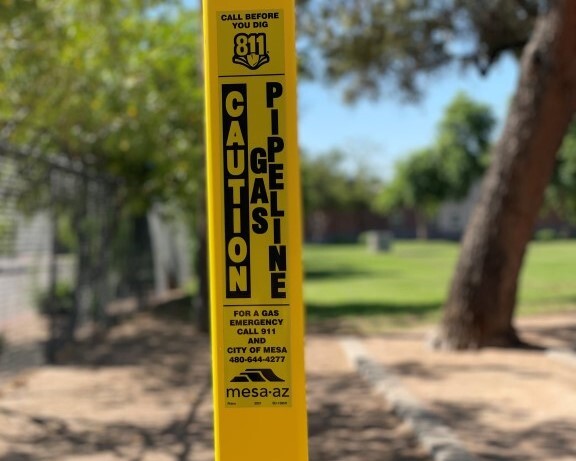 CALL BEFORE
YOU DIG
811
CAUTION
GAS
PIPELINE
FOR A GAS
EMERGENCY
CALL 911
AND
CITY OF MESA
480-644-4277
mesa·az